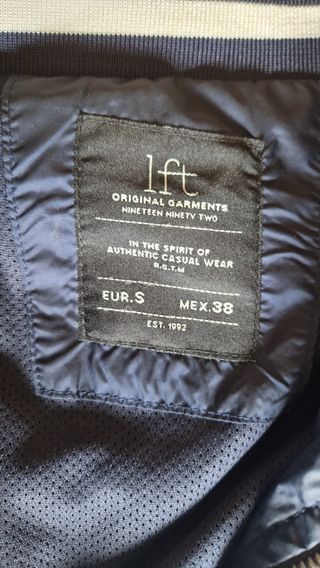 lft
ORIGINAL GARMENTS
NINETEEN NINETY TWO
IN THE SPIRIT OF
AUTHENTIC CASUAL WEAR
R.S.T.M
EUR.S MEX.38
EST. 1992